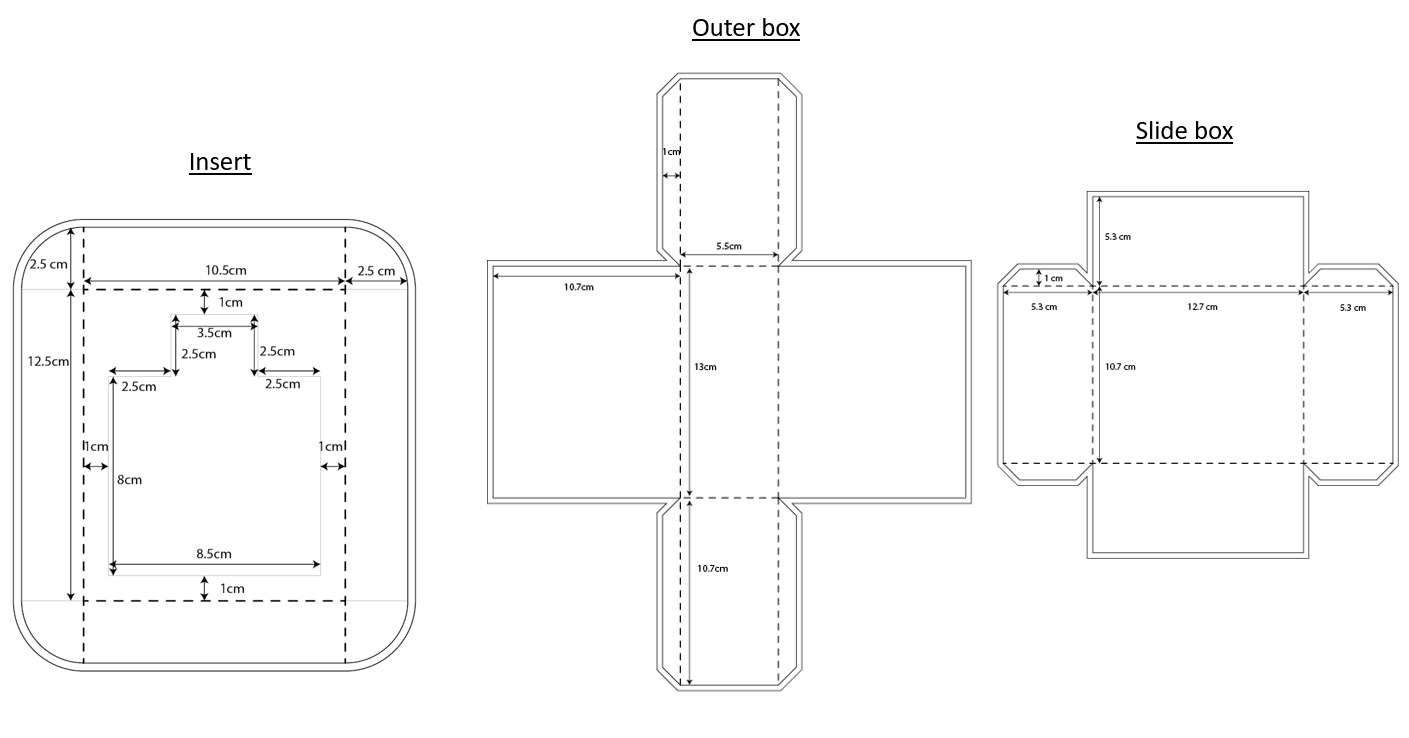 Outer box
Slide box
Insert
2.5 cm
10.5cm
2.5 cm
1cm
3.5cm
2.5cm
2.5cm
12.5cm
2.5cm
2.5cm
1cm
1cm
8cm
8.5cm
1cm
1cm
5.5cm
10.7cm
13cm
10.7cm
5.3 cm
1 cm
5.3 cm
12.7 cm
5.3 cm
10.7 cm